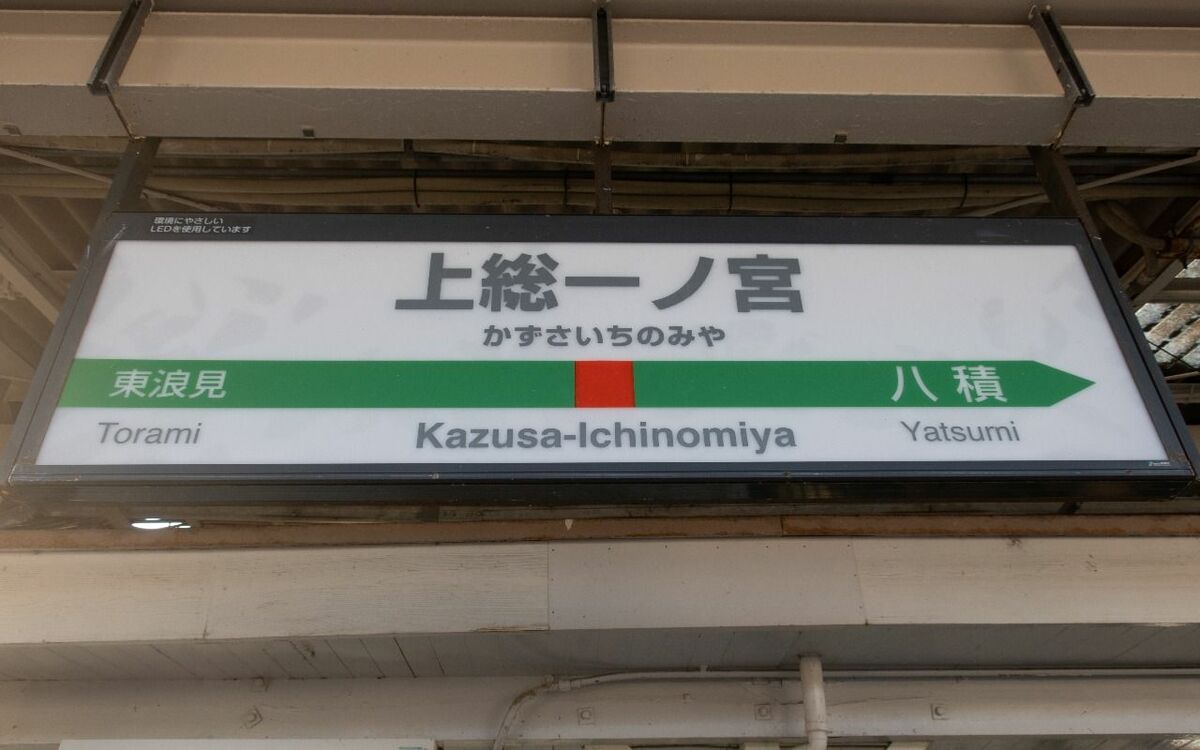 環境にやさしい
LEDを使用しています
上総一ノ宮
かずさいちのみや
東浪見
八積
Torami
Kazusa-Ichinomiya
Yatsumi